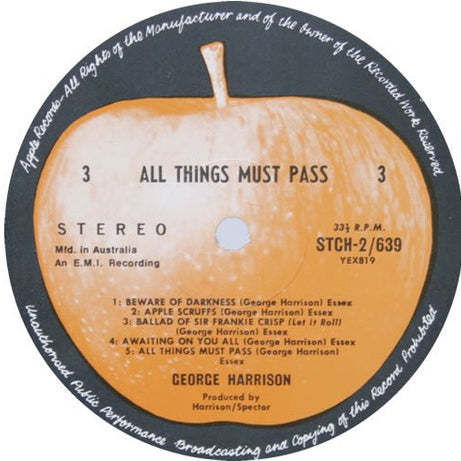 Apple Records-All Rights of the Manufacturer and of the Owner of the Recorded Work Reserved
3 ALL THINGS MUST PASS 3
STEREO
33⅓ R.P.M.
Mfd. in Australia
STCH-2/639
An E.M.I. Recording
YEX819
1: BEWARE OF DARKNESS (George Harrison) Essex
2: APPLE SCRUFFS (George Harrison) Essex
3: BALLAD OF SIR FRANKIE CRISP (Let it Roll)
(George Harrison) Essex
4: AWAITING ON YOU ALL (George Harrison) Essex
5: ALL THINGS MUST PASS (George Harrison)
Essex
GEORGE HARRISON
Produced by
Harrison/Spector
Unauthorised Public Performance Broadcasting and Copying of this Record Prohibited